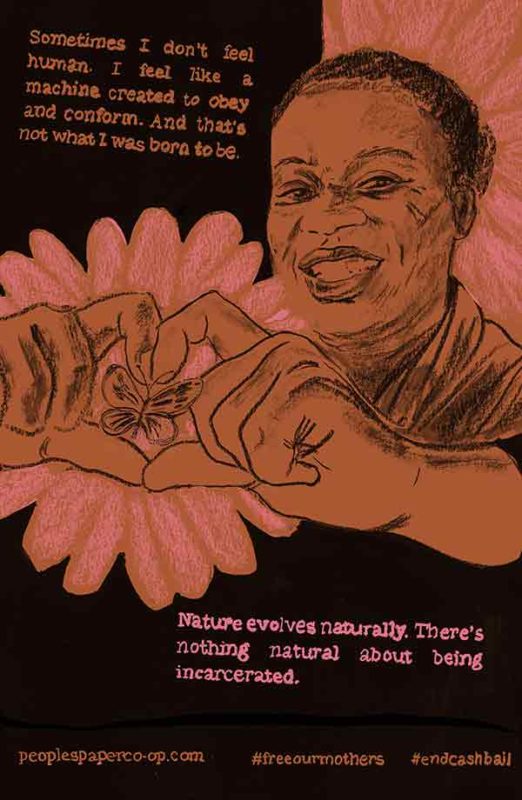 Sometimes I don't feel
human. I feel like a
machine created to obey
and conform. And that's
not what I was born to be.
Nature evolves naturally. There's
nothing natural about being
incarcerated.
peoplespaperco-op.com #freeourmothers #endcashbail